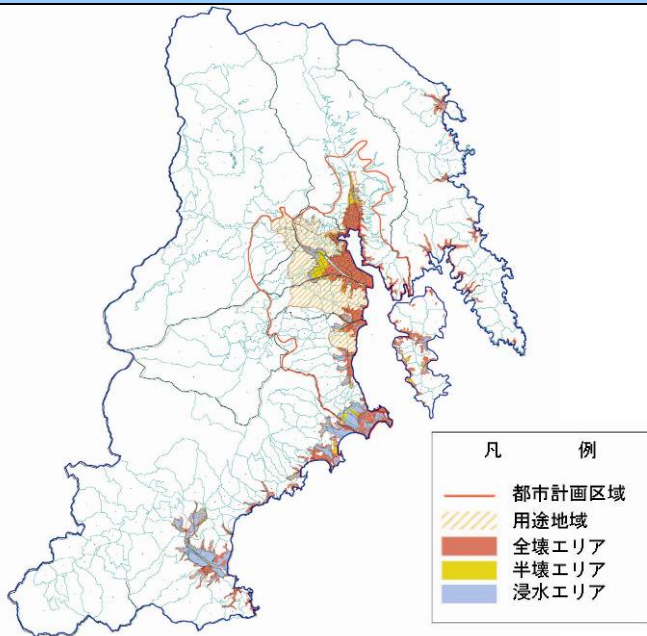 凡 例
都市計画区域
用途地域
全壊エリア
半壊エリア
浸水エリア